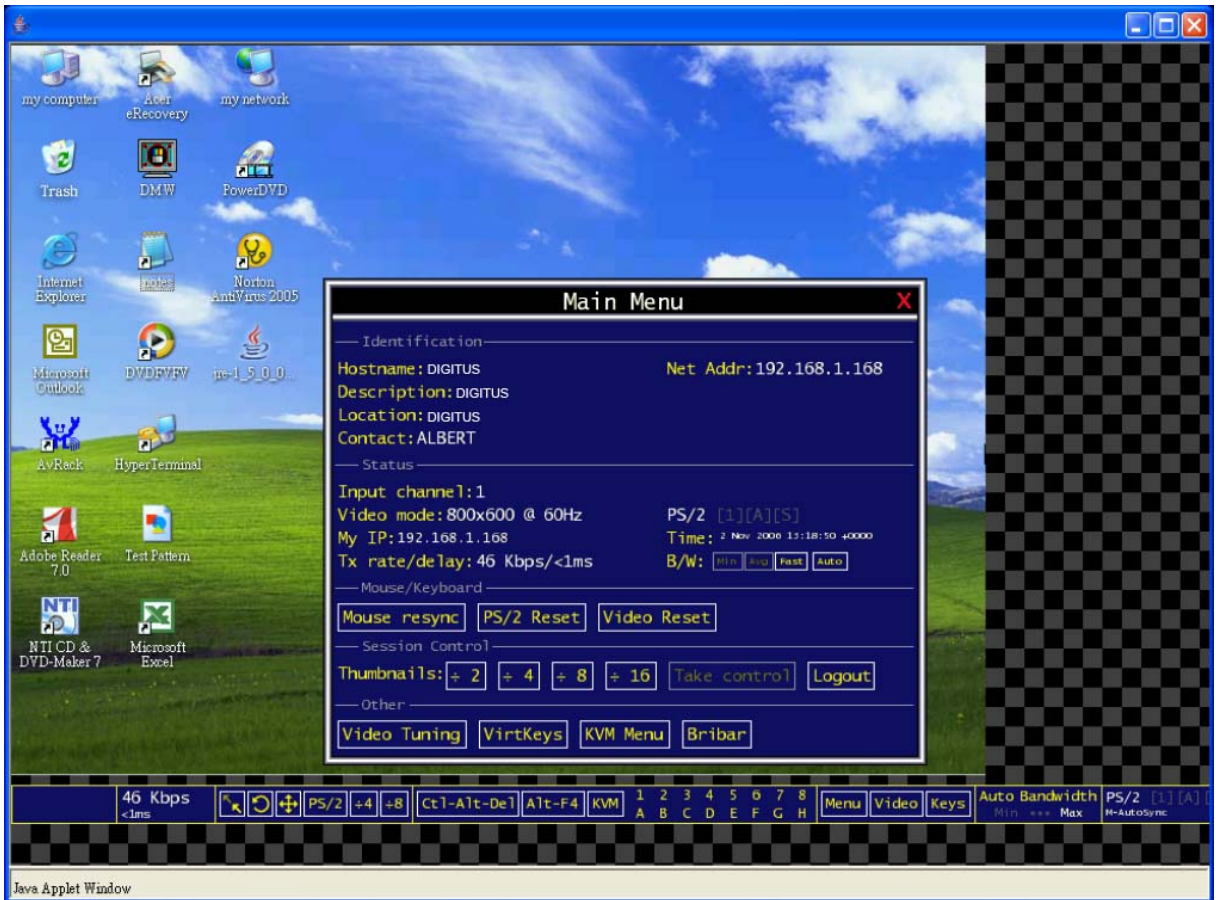 my computer
Acer
eRecovery
my network
Trash
DMW
PowerDVD
Internet
Explorer
notes
Norton
AntiVirus 2005
Microsoft
Outlook
DVDFVFV
jre-1_5_0_0...
AvRack
HyperTerminal
Adobe Reader
7.0
Test Pattern
NTI
NTI CD &
DVD-Maker 7
Microsoft
Excel
Main Menu X
Identification
Hostname: DIGITUS Net Addr:192.168.1.168
Description: DIGITUS
Location: DIGITUS
Contact: ALBERT
Status
Input channel:1
Video mode:800x600 @ 60Hz PS/2 [1][A][S]
My IP:192.168.1.168 Time: 2 Nov 2006 13:18:50 +0000
Tx rate/delay:46 Kbps/<1ms B/W: Min Avg Fast Auto
Mouse/Keyboard
Mouse resync PS/2 Reset Video Reset
Session Control
Thumbnails: ÷ 2 ÷ 4 ÷ 8 ÷ 16 Take control Logout
Other
Video Tuning VirtKeys KVM Menu Bribar
46 Kbps
<1ms
PS/2 ÷4 ÷8 Ctl-Alt-Del Alt-F4 KVM
1 2 3 4 5 6 7 8
A B C D E F G H
Menu Video Keys
Auto Bandwidth
Min Max
PS/2 [1][A][
M-AutoSync
Java Applet Window